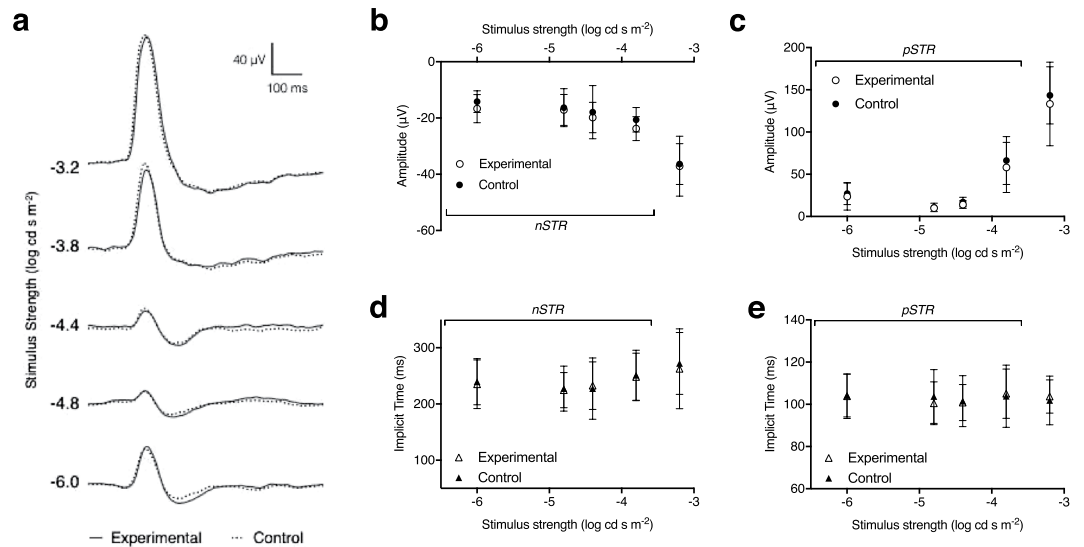 a
40 µV
100 ms
Stimulus Strength (log cd s m⁻²)
-3.2
-3.8
-4.4
-4.8
-6.0
Experimental
Control
b
Stimulus strength (log cd s m⁻²)
-6
-5
-4
-3
Amplitude (µV)
0
-20
-40
-60
Experimental
Control
nSTR
c
pSTR
Amplitude (µV)
200
150
100
50
0
Experimental
Control
-6
-5
-4
-3
Stimulus strength (log cd s m⁻²)
d
nSTR
Implicit Time (ms)
300
200
100
Experimental
Control
-6
-5
-4
-3
Stimulus strength (log cd s m⁻²)
e
pSTR
Implicit Time (ms)
140
120
100
80
60
Experimental
Control
-6
-5
-4
-3
Stimulus strength (log cd s m⁻²)